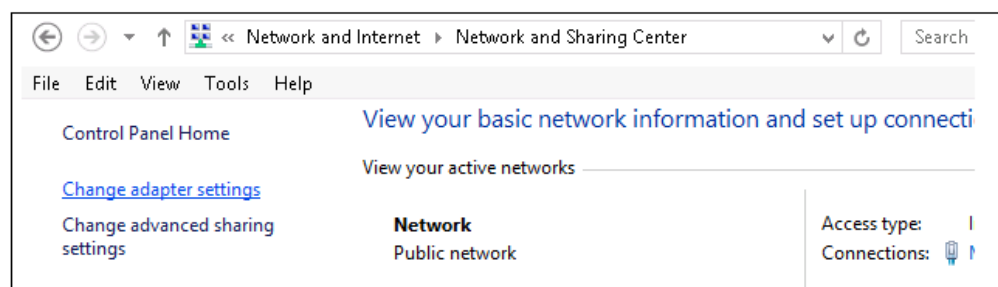 « Network and Internet ▸ Network and Sharing Center Search
File Edit View Tools Help
Control Panel Home
View your basic network information and set up
View your active networks
Change adapter settings
Change advanced sharing
settings
Network
Public network
Access type:
Connections: